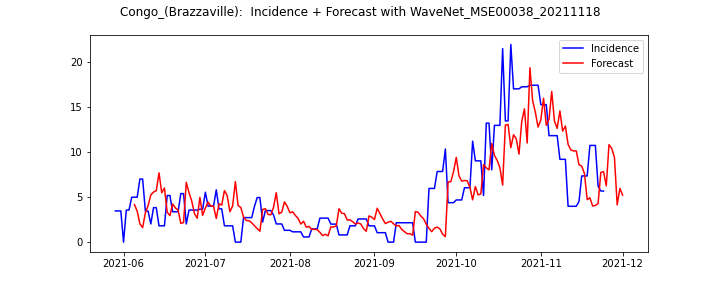 Congo_(Brazzaville):  Incidence + Forecast with WaveNet_MSE00038_20211118
Incidence
Forecast
20
15
10
5
0
2021-06 2021-07 2021-08 2021-09 2021-10 2021-11 2021-12